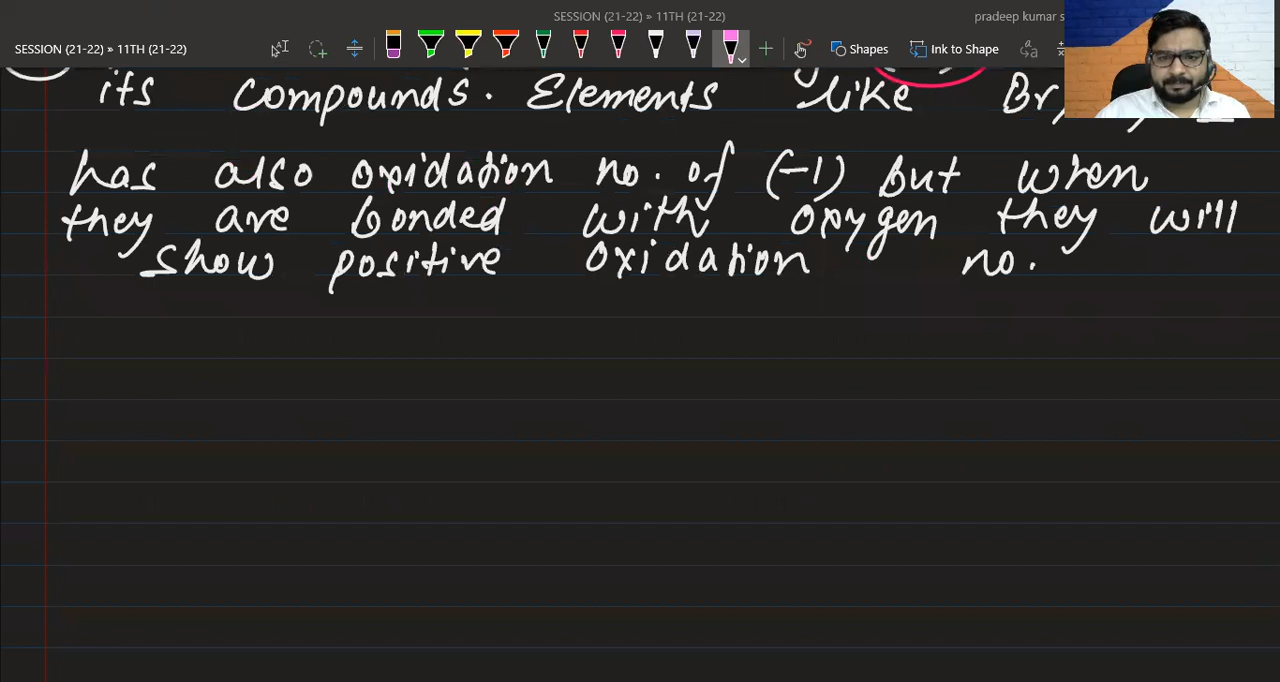 SESSION (21-22) » 11TH (21-22)
pradeep kumar s
SESSION (21-22) » 11TH (21-22)
Shapes
Ink to Shape
its compounds. Elements like Br,
has also oxidation no. of (-1) but when
they are bonded with oxygen they will
show positive oxidation no.